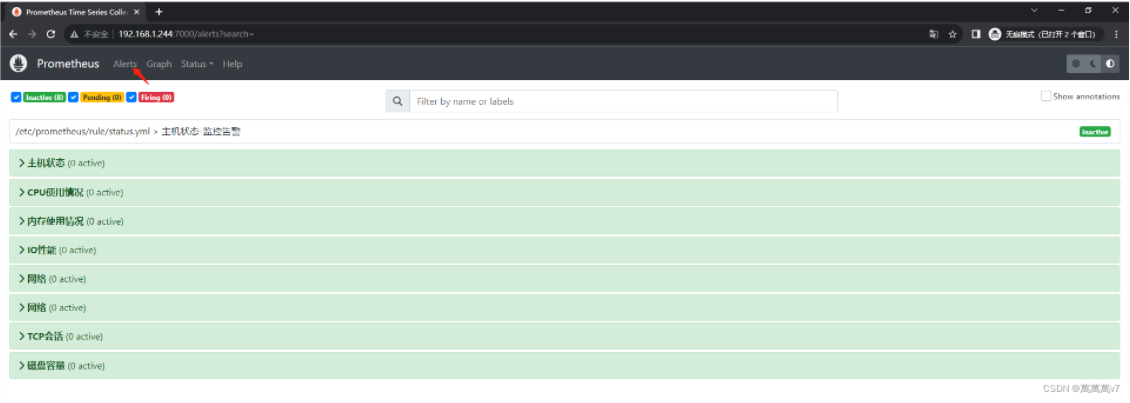 Prometheus Time Series Collec
不安全 | 192.168.1.244:7000/alerts?search=
无痕模式（已打开 2 个窗口）
Prometheus Alerts Graph Status Help
Inactive (8) Pending (0) Firing (0) Filter by name or labels Show annotations
/etc/prometheus/rule/status.yml > 主机状态-监控告警 Inactive
主机状态 (0 active)
CPU使用情况 (0 active)
内存使用情况 (0 active)
IO性能 (0 active)
网络 (0 active)
网络 (0 active)
TCP会话 (0 active)
磁盘容量 (0 active)
CSDN @萬萬萬v7